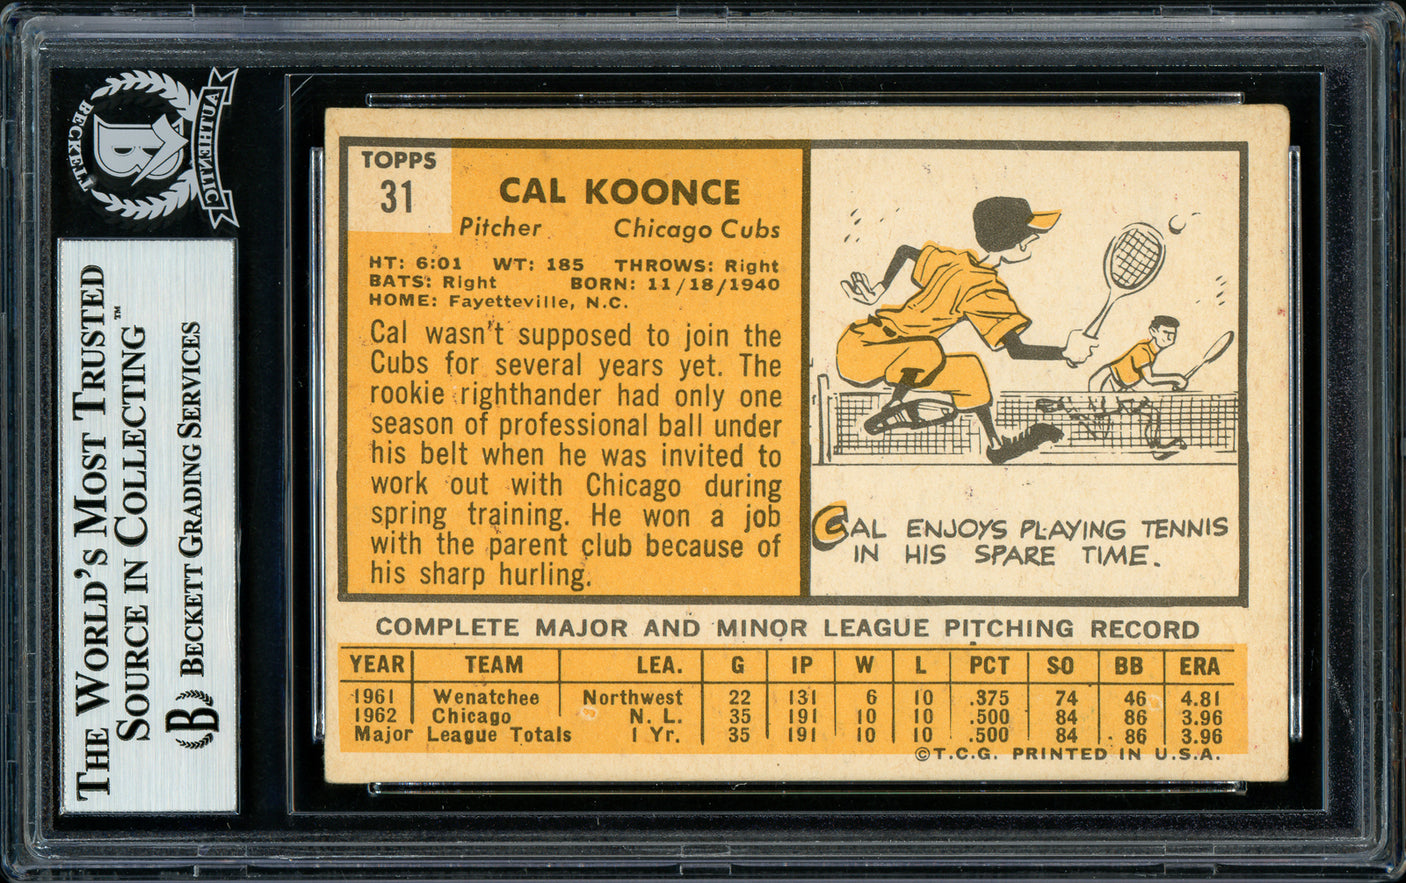 BECKETT
AUTHENTIC
B
THE WORLD'S MOST TRUSTED
SOURCE IN COLLECTING™
B BECKETT GRADING SERVICES
TOPPS
31
CAL KOONCE
Pitcher Chicago Cubs
HT: 6:01 WT: 185 THROWS: Right
BATS: Right BORN: 11/18/1940
HOME: Fayetteville, N.C.
Cal wasn't supposed to join the
Cubs for several years yet. The
rookie righthander had only one
season of professional ball under
his belt when he was invited to
work out with Chicago during
spring training. He won a job
with the parent club because of
his sharp hurling.
CAL ENJOYS PLAYING TENNIS
IN HIS SPARE TIME.
COMPLETE MAJOR AND MINOR LEAGUE PITCHING RECORD
YEAR TEAM LEA. G IP W L PCT SO BB ERA
1961 Wenatchee Northwest 22 131 6 10 .375 74 46 4.81
1962 Chicago N. L. 35 191 10 10 .500 84 86 3.96
Major League Totals 1 Yr. 35 191 10 10 .500 84 86 3.96
©T.C.G. PRINTED IN U.S.A.